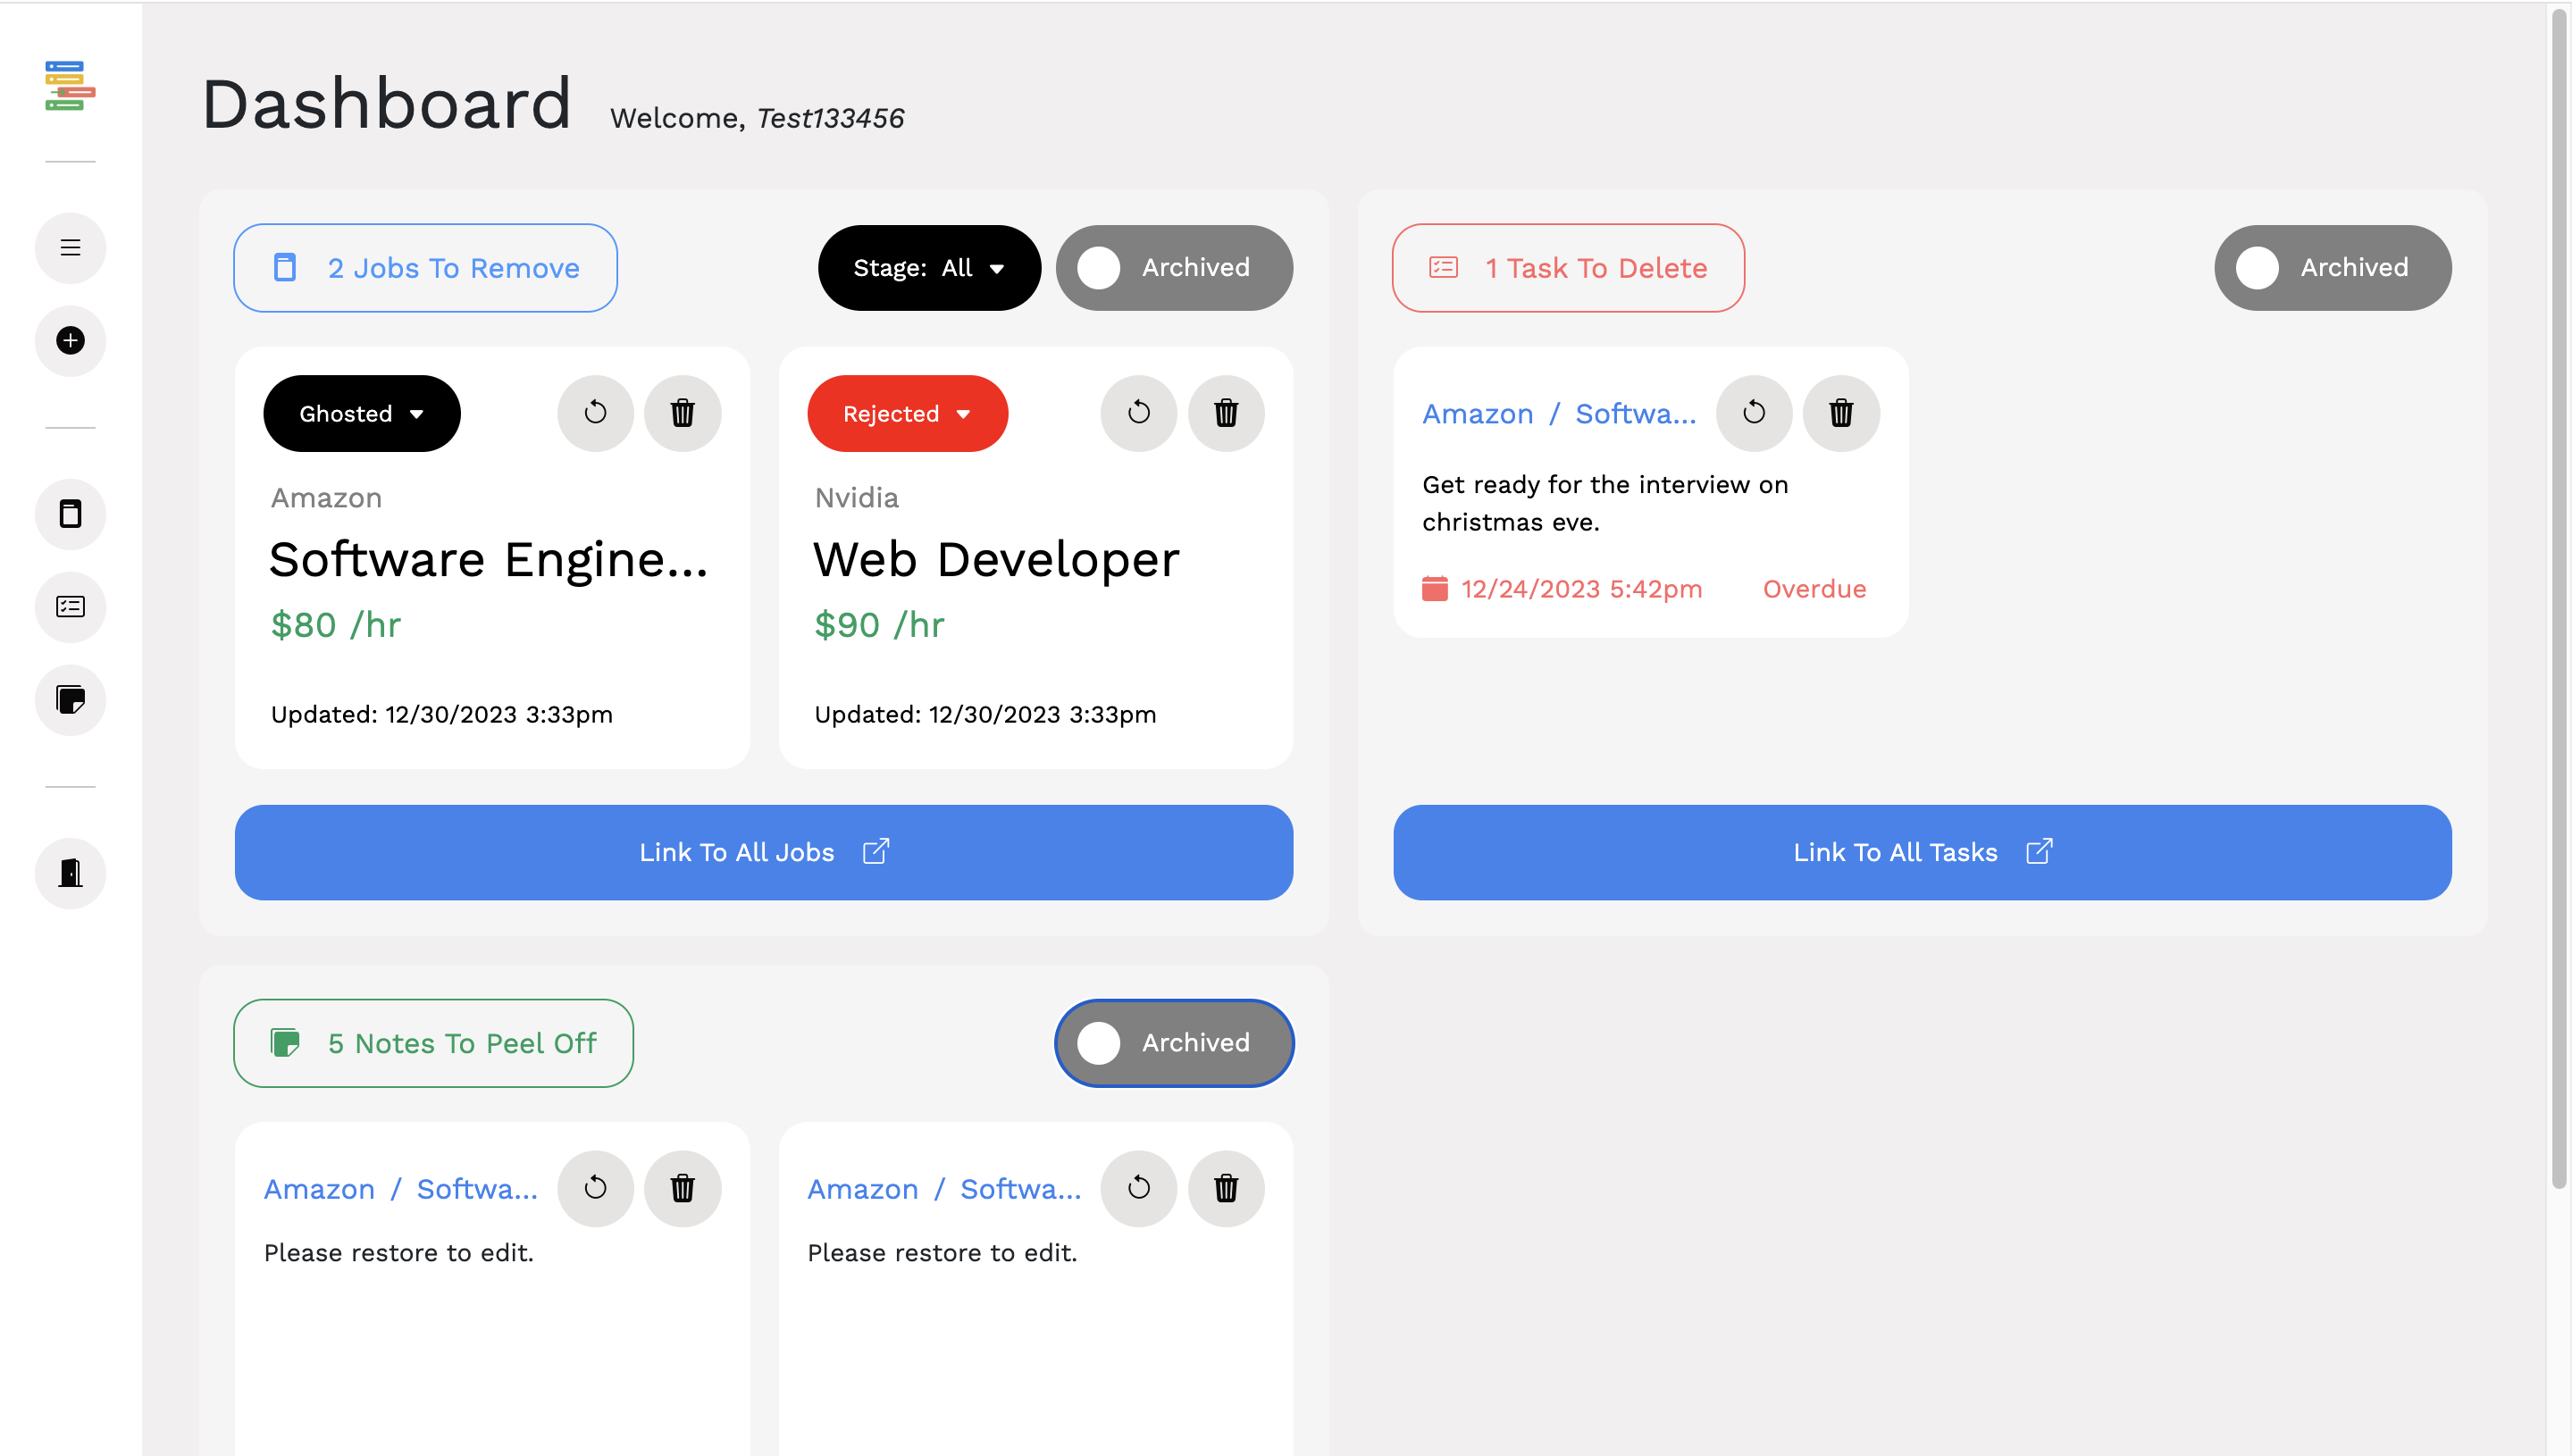 Dashboard Welcome, Test133456
2 Jobs To Remove
Stage: All
Archived
Ghosted
Amazon
Software Engine...
$80 /hr
Updated: 12/30/2023 3:33pm
Rejected
Nvidia
Web Developer
$90 /hr
Updated: 12/30/2023 3:33pm
Link To All Jobs
1 Task To Delete
Archived
Amazon / Softwa...
Get ready for the interview on
christmas eve.
12/24/2023 5:42pm Overdue
Link To All Tasks
5 Notes To Peel Off
Archived
Amazon / Softwa...
Please restore to edit.
Amazon / Softwa...
Please restore to edit.